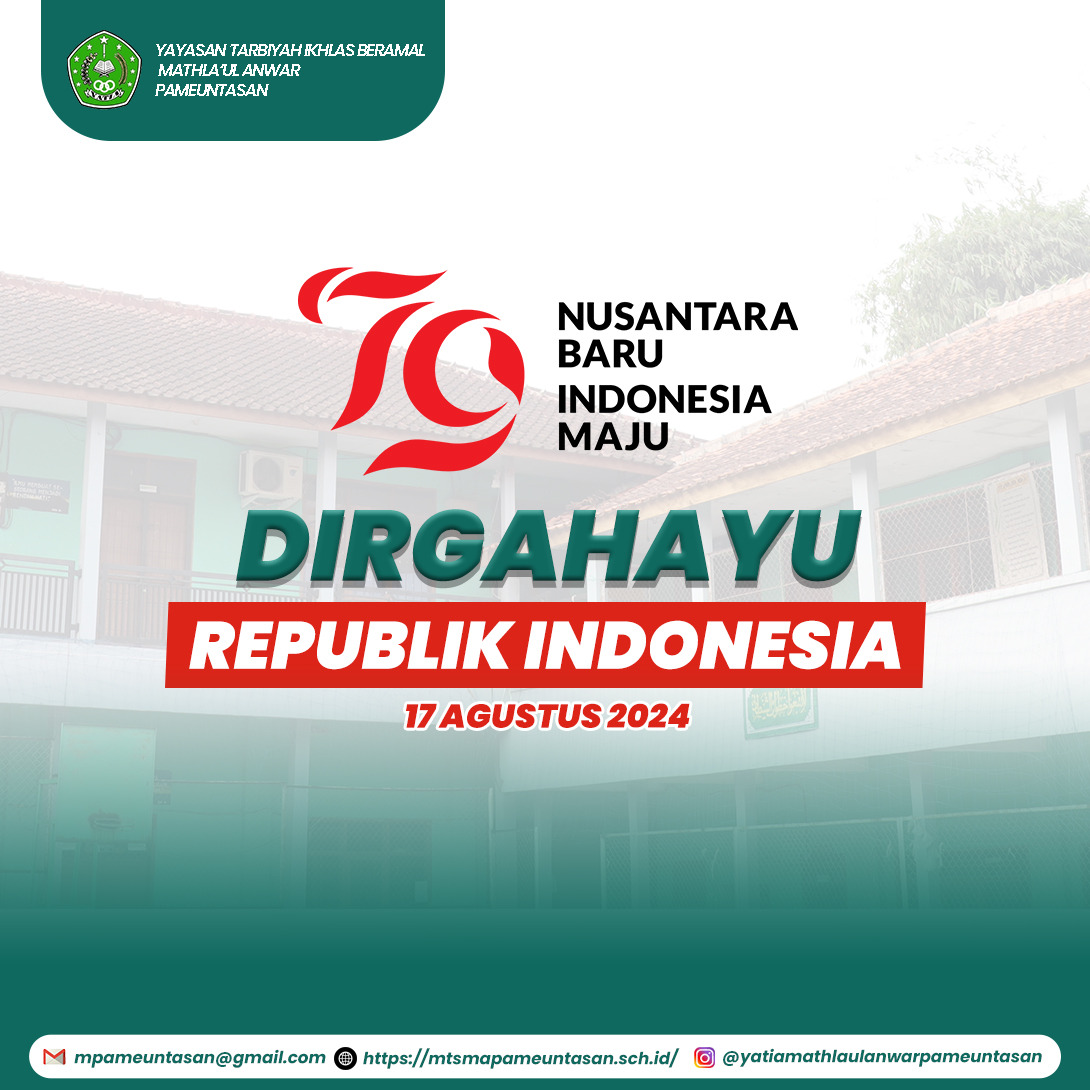 YAYASAN TARBIYAH IKHLAS BERAMAL
MATHLA'UL ANWAR
PAMEUNTASAN
79
NUSANTARA
BARU
INDONESIA
MAJU
DIRGAHAYU
REPUBLIK INDONESIA
17 AGUSTUS 2024
mpameuntasan@gmail.com https://mtsmapameuntasan.sch.id/ @yatiamathlaulanwarpameuntasan